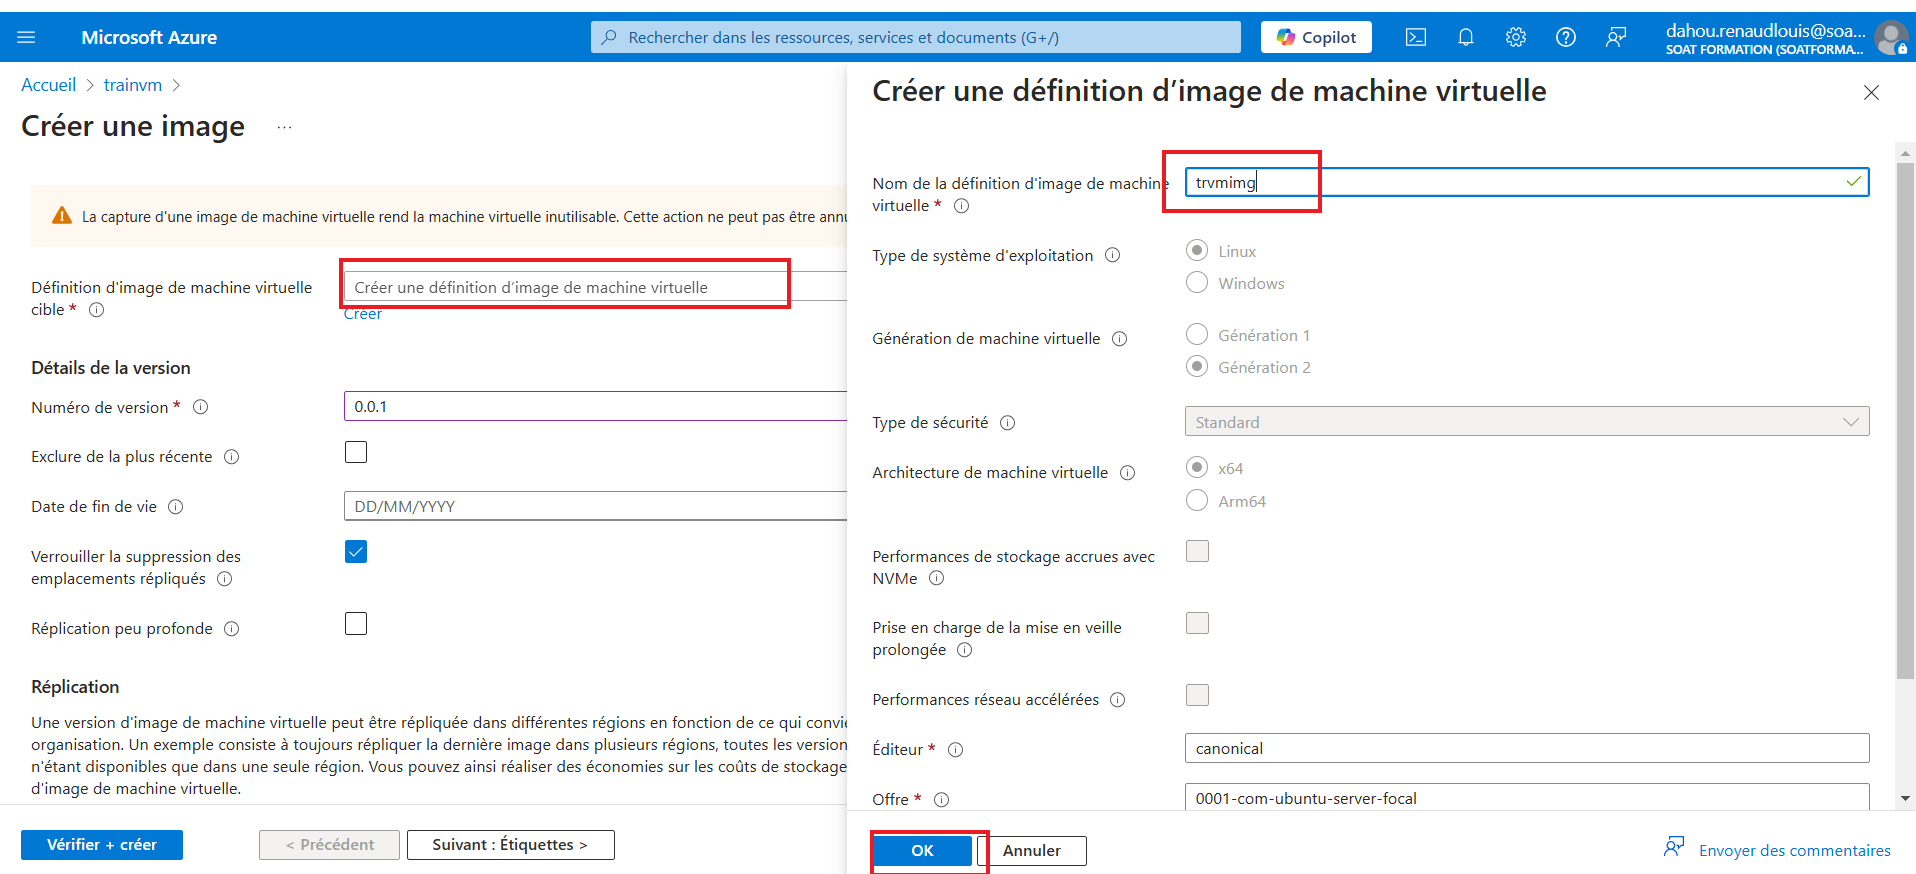 Microsoft Azure
Rechercher dans les ressources, services et documents (G+/)
Copilot
dahou.renaudlouis@soa...
SOAT FORMATION (SOATFORMA...
Accueil > trainvm >
Créer une image ...
La capture d'une image de machine virtuelle rend la machine virtuelle inutilisable. Cette action ne peut pas être annu
Définition d'image de machine virtuelle
cible *
Créer une définition d'image de machine virtuelle
Créer
Détails de la version
Numéro de version *
0.0.1
Exclure de la plus récente
Date de fin de vie
DD/MM/YYYY
Verrouiller la suppression des
emplacements répliqués
Réplication peu profonde
Réplication
Une version d'image de machine virtuelle peut être répliquée dans différentes régions en fonction de ce qui convie
organisation. Un exemple consiste à toujours répliquer la dernière image dans plusieurs régions, toutes les version
n'étant disponibles que dans une seule région. Vous pouvez ainsi réaliser des économies sur les coûts de stockage
d'image de machine virtuelle.
Vérifier + créer
< Précédent
Suivant : Étiquettes >
Créer une définition d'image de machine virtuelle
Nom de la définition d'image de machine
virtuelle *
trvmimg
Type de système d'exploitation
Linux
Windows
Génération de machine virtuelle
Génération 1
Génération 2
Type de sécurité
Standard
Architecture de machine virtuelle
x64
Arm64
Performances de stockage accrues avec
NVMe
Prise en charge de la mise en veille
prolongée
Performances réseau accélérées
Éditeur *
canonical
Offre *
0001-com-ubuntu-server-focal
OK
Annuler
Envoyer des commentaires